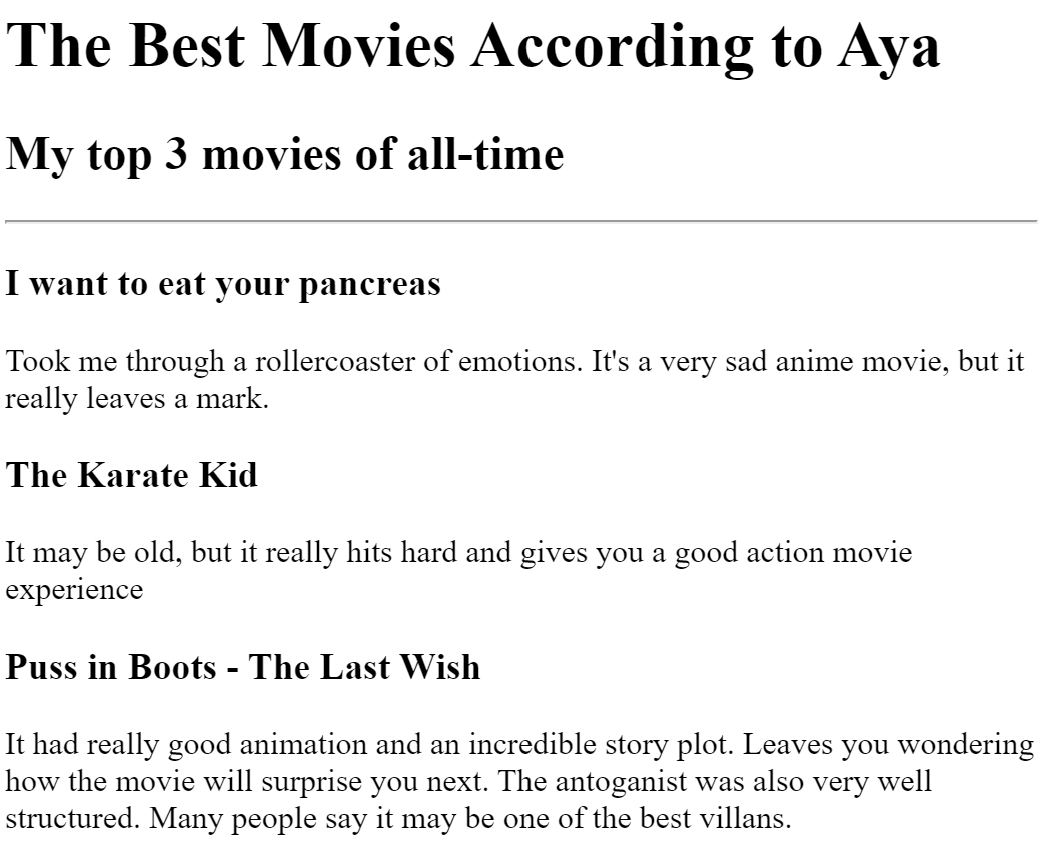 The Best Movies According to Aya
My top 3 movies of all-time
I want to eat your pancreas
Took me through a rollercoaster of emotions. It's a very sad anime movie, but it
really leaves a mark.
The Karate Kid
It may be old, but it really hits hard and gives you a good action movie
experience
Puss in Boots - The Last Wish
It had really good animation and an incredible story plot. Leaves you wondering
how the movie will surprise you next. The antoganist was also very well
structured. Many people say it may be one of the best villans.